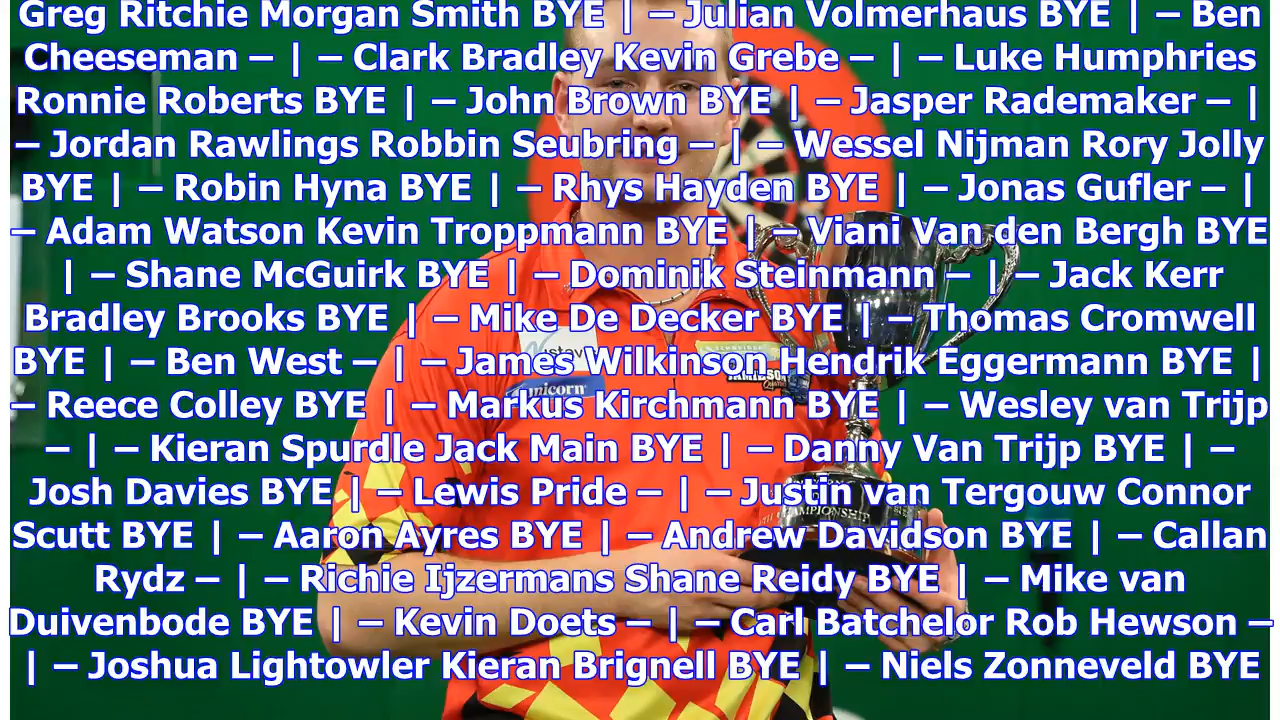 Greg Ritchie Morgan Smith BYE | – Julian Volmerhaus BYE | – Ben
Cheeseman – | – Clark Bradley Kevin Grebe – | – Luke Humphries
Ronnie Roberts BYE | – John Brown BYE | – Jasper Rademaker – |
– Jordan Rawlings Robbin Seubring – | – Wessel Nijman Rory Jolly
BYE | – Robin Hyna BYE | – Rhys Hayden BYE | – Jonas Gufler – |
– Adam Watson Kevin Troppmann BYE | – Viani Van den Bergh BYE
| – Shane McGuirk BYE | – Dominik Steinmann – | – Jack Kerr
Bradley Brooks BYE | – Mike De Decker BYE | – Thomas Cromwell
BYE | – Ben West – | – James Wilkinson Hendrik Eggermann BYE |
– Reece Colley BYE | – Markus Kirchmann BYE | – Wesley van Trijp
– | – Kieran Spurdle Jack Main BYE | – Danny Van Trijp BYE | –
Josh Davies BYE | – Lewis Pride – | – Justin van Tergouw Connor
Scutt BYE | – Aaron Ayres BYE | – Andrew Davidson BYE | – Callan
Rydz – | – Richie Ijzermans Shane Reidy BYE | – Mike van
Duivenbode BYE | – Kevin Doets – | – Carl Batchelor Rob Hewson –
| – Joshua Lightowler Kieran Brignell BYE | – Niels Zonneveld BYE
unicorn
CHAMPIONSHIP